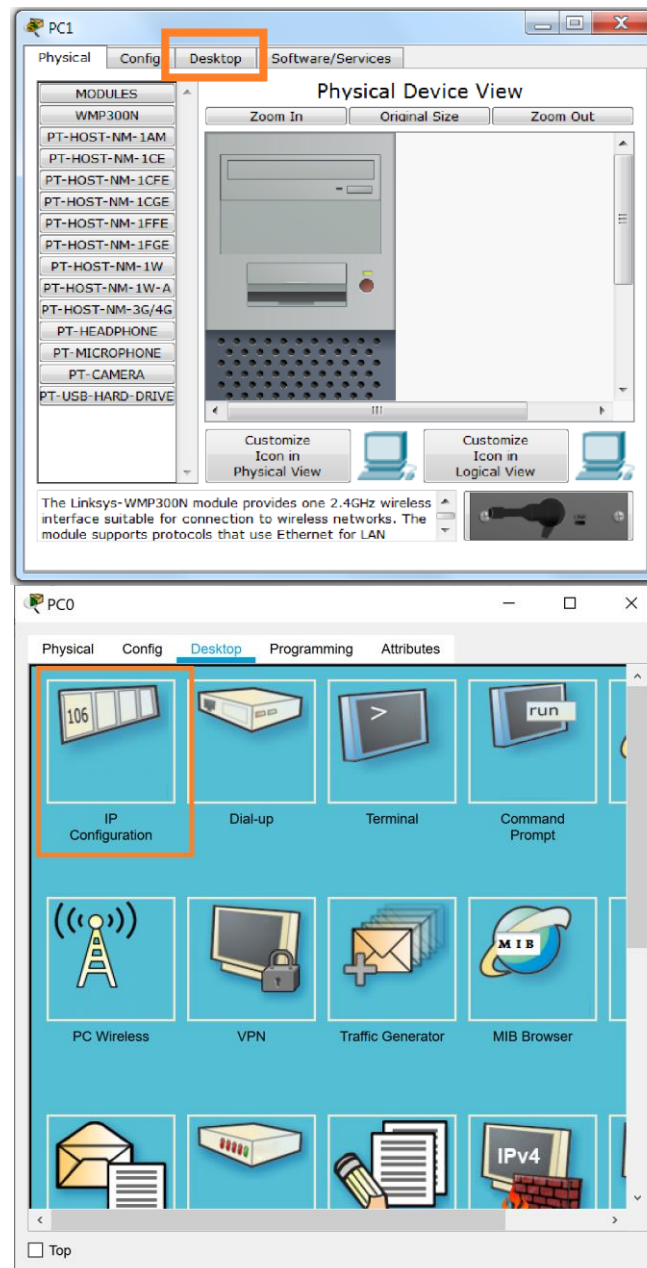 PC1
Physical Config Desktop Software/Services
MODULES
WMP300N
PT-HOST-NM-1AM
PT-HOST-NM-1CE
PT-HOST-NM-1CFE
PT-HOST-NM-1CGE
PT-HOST-NM-1FFE
PT-HOST-NM-1FGE
PT-HOST-NM-1W
PT-HOST-NM-1W-A
PT-HOST-NM-3G/4G
PT-HEADPHONE
PT-MICROPHONE
PT-CAMERA
PT-USB-HARD-DRIVE
Physical Device View
Zoom In Original Size Zoom Out
Customize
Icon in
Physical View
Customize
Icon in
Logical View
The Linksys-WMP300N module provides one 2.4GHz wireless
interface suitable for connection to wireless networks. The
module supports protocols that use Ethernet for LAN
PC0
Physical Config Desktop Programming Attributes
106
>
run
IP
Configuration
Dial-up
Terminal
Command
Prompt
MIB
PC Wireless
VPN
Traffic Generator
MIB Browser
IPv4
Top